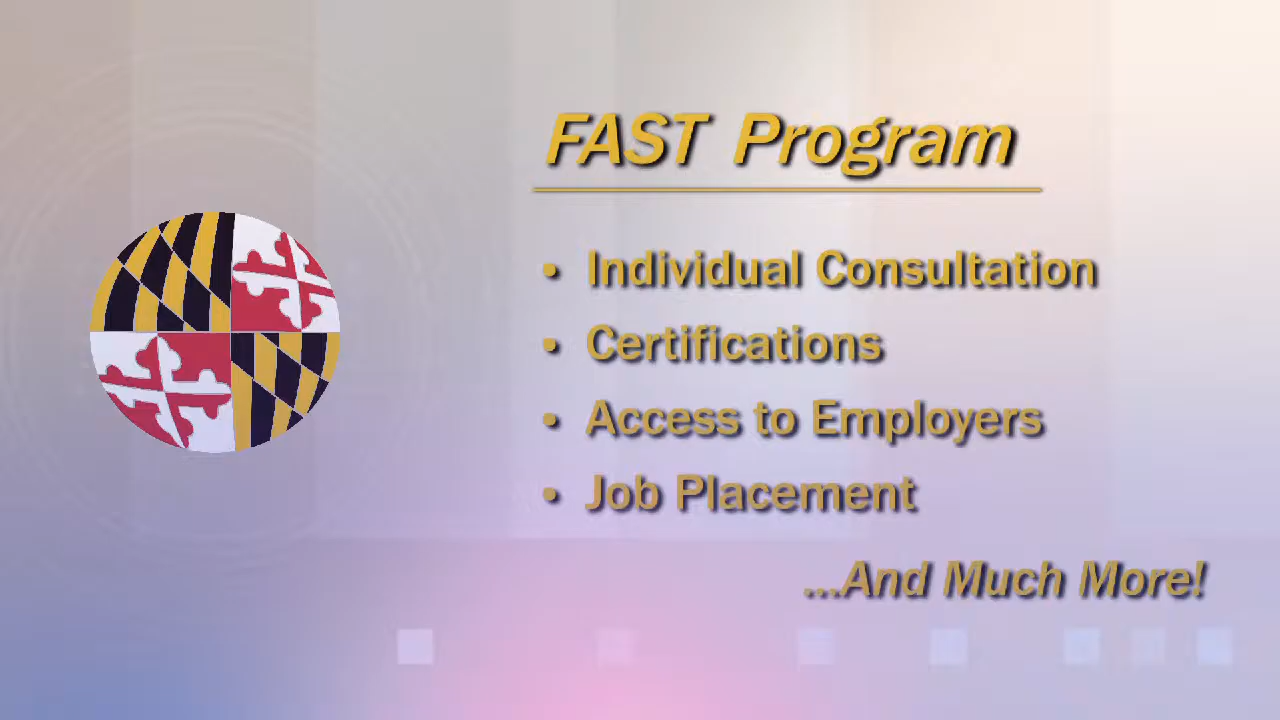 FAST Program
• Individual Consultation
• Certifications
• Access to Employers
• Job Placement
...And Much More!